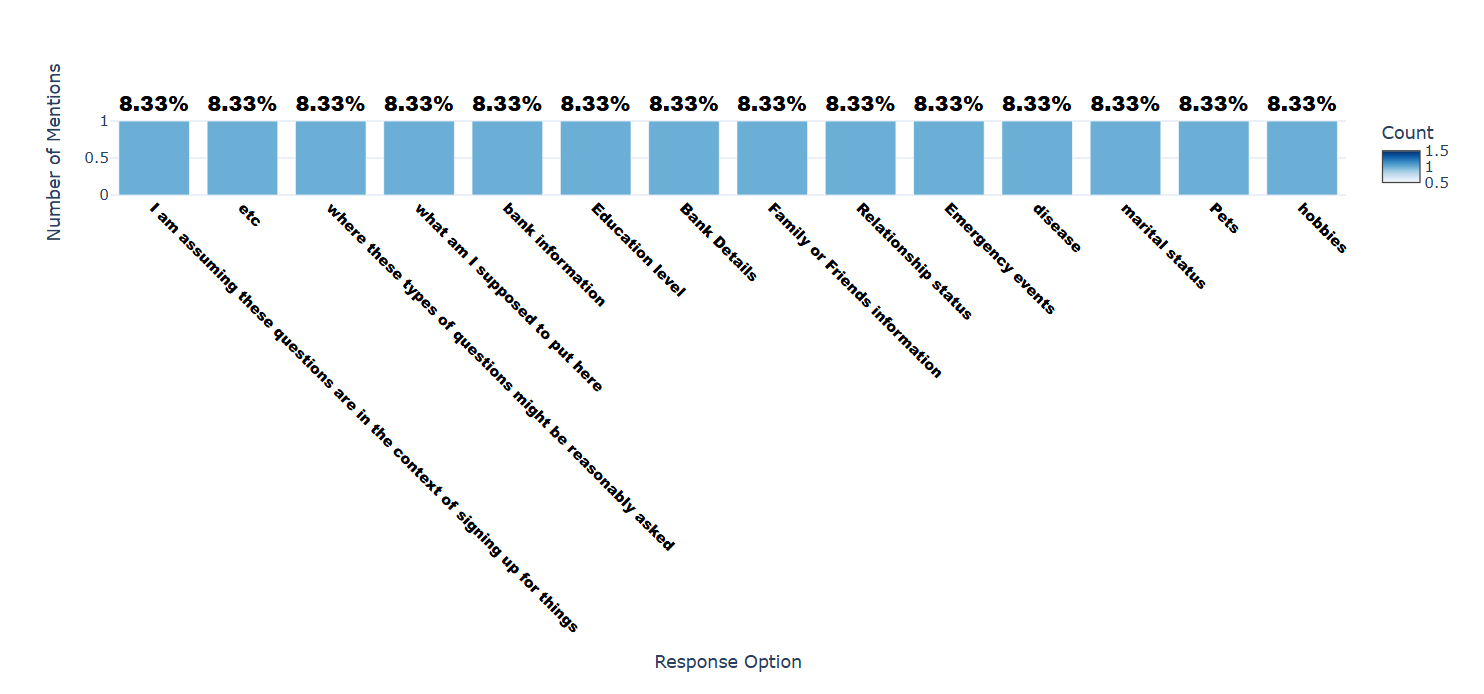 Number of Mentions
8.33% 8.33% 8.33% 8.33% 8.33% 8.33% 8.33% 8.33% 8.33% 8.33% 8.33% 8.33% 8.33% 8.33%
1
0.5
0
I am assuming these questions are in the context of signing up for things
etc
where these types of questions might be reasonably asked
what am I supposed to put here
bank information
Education level
Bank Details
Family or Friends information
Relationship status
Emergency events
disease
marital status
Pets
hobbies
Response Option
Count
1.5
1
0.5